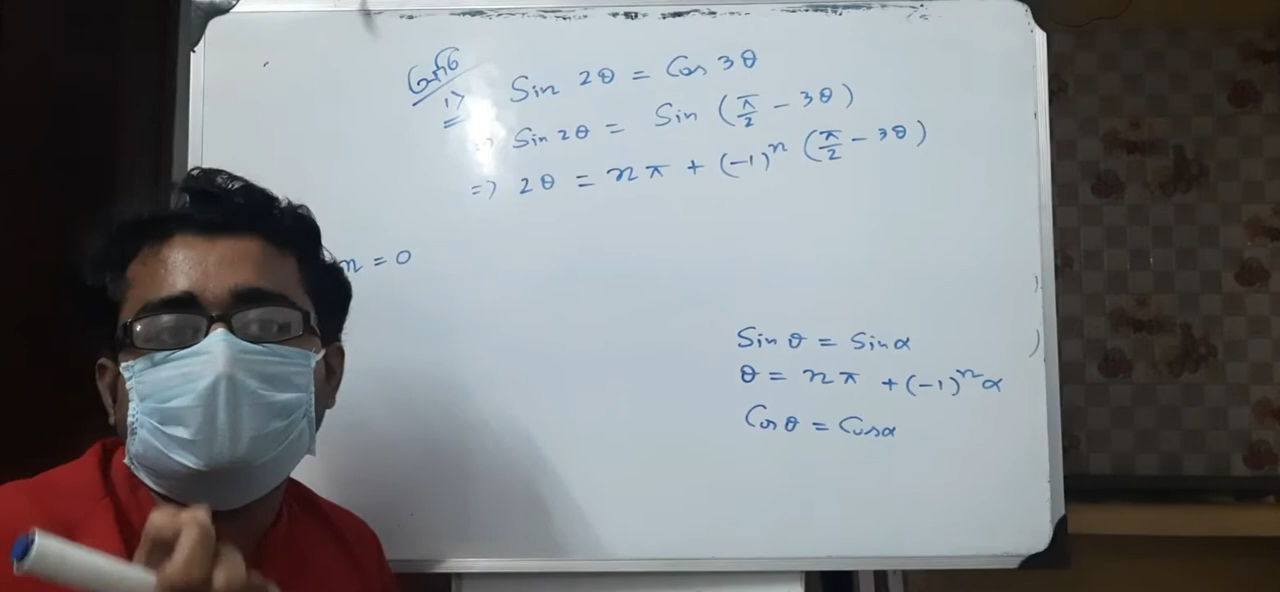 1) Sin 2θ = Cos 3θ
=> Sin 2θ = Sin (π/2 - 3θ)
=> 2θ = nπ + (-1)ⁿ (π/2 - 3θ)
n = 0
Sin θ = Sin α
θ = nπ + (-1)ⁿ α
Cos θ = Cos α